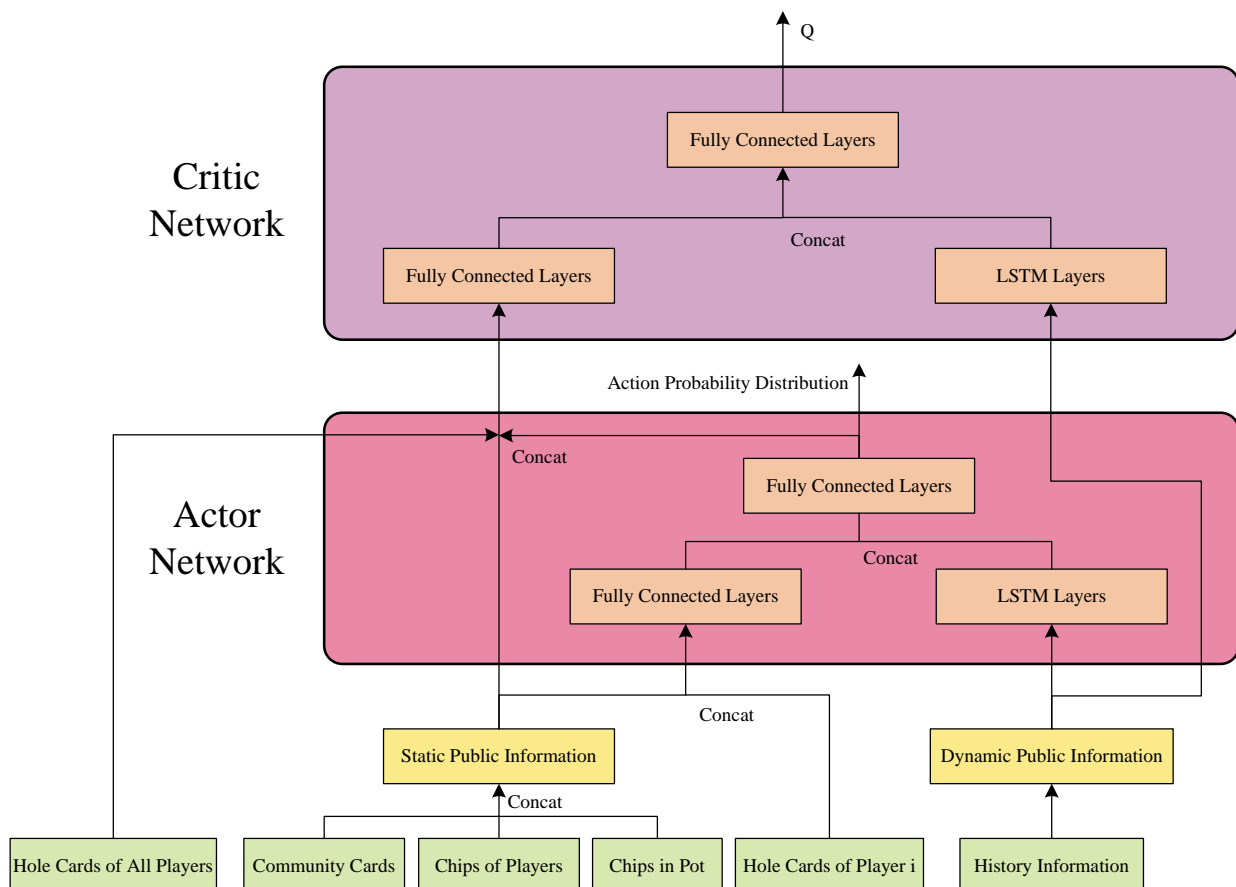 Q
Fully Connected Layers
Critic
Network
Concat
Fully Connected Layers
LSTM Layers
Action Probability Distribution
Concat
Fully Connected Layers
Actor
Network
Concat
Fully Connected Layers
LSTM Layers
Concat
Static Public Information
Dynamic Public Information
Concat
Hole Cards of All Players
Community Cards
Chips of Players
Chips in Pot
Hole Cards of Player i
History Information